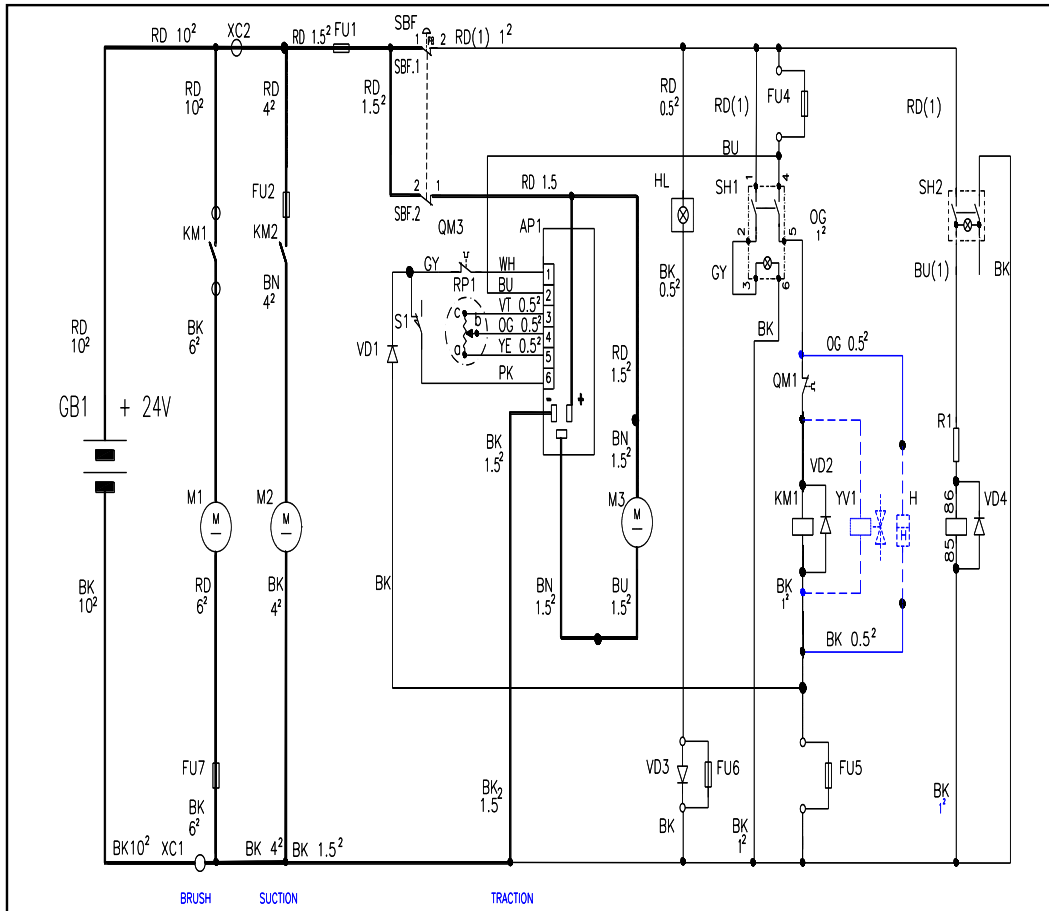 RD 10²
XC2
RD 1.5²
FU1
SBF
1
PB
2
RD(1) 1²
SBF.1
RD
10²
RD
4²
RD
1.5²
RD
0.5²
RD(1)
FU4
RD(1)
BU
FU2
2
1
RD 1.5
HL
SH1
1
4
SH2
SBF.2
QM3
AP1
OG
1²
KM1
KM2
GY
WH
1
2
5
RP1
BU
2
GY
3
6
BU(1)
BK
BN
4²
c
VT 0.5²
3
BK
0.5²
S1
b
OG 0.5²
4
a
YE 0.5²
5
BK
RD
10²
BK
6²
VD1
PK
6
RD
1.5²
OG 0.5²
QM1
GB1
+ 24V
-
+
R1
BK
1.5²
BN
1.5²
VD2
M1
M2
M3
KM1
YV1
H
86
VD4
M
M
M
H
85
BK
10²
RD
6²
BK
4²
BK
BN
1.5²
BU
1.5²
BK
1²
BK 0.5²
FU7
VD3
FU6
FU5
BK
6²
BK2
1.5
BK
BK
1²
BK
1²
BK10²
XC1
BK 4²
BK 1.5²
BRUSH
SUCTION
TRACTION